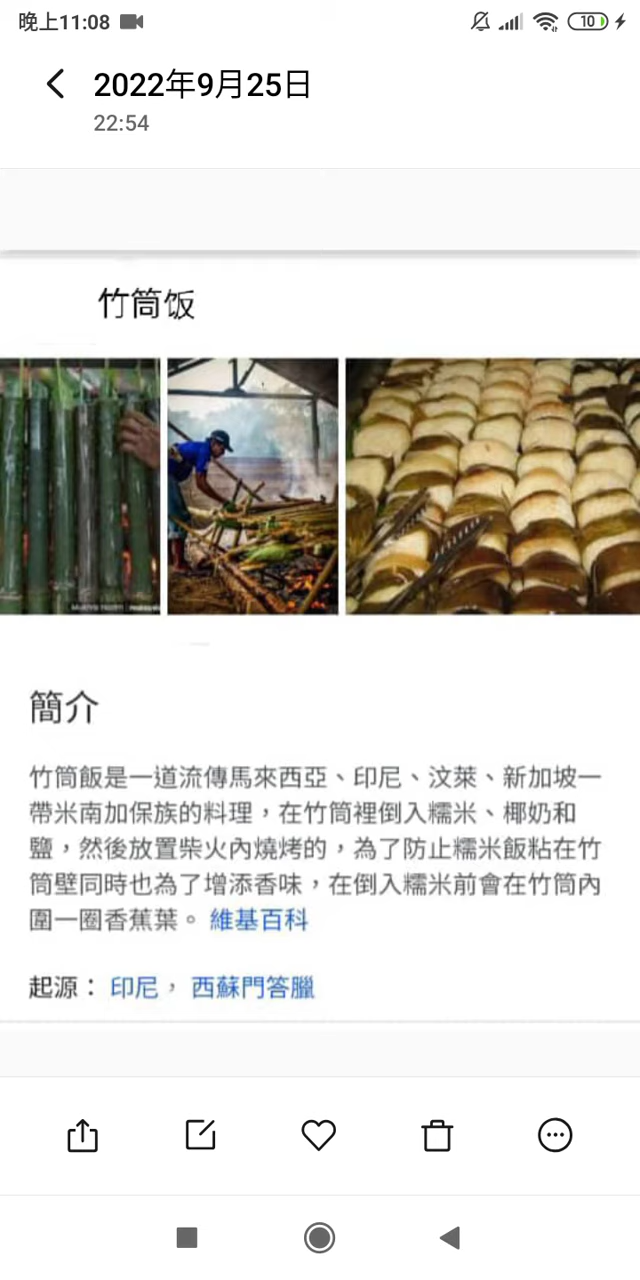 晚上11:08
10
2022年9月25日
22:54
竹筒饭
簡介
竹筒飯是一道流傳馬來西亞、印尼、汶萊、新加坡一
帶米南加保族的料理，在竹筒裡倒入糯米、椰奶和
鹽，然後放置柴火內燒烤的，為了防止糯米飯粘在竹
筒壁同時也為了增添香味，在倒入糯米前會在竹筒內
圍一圈香蕉葉。 維基百科
起源： 印尼， 西蘇門答臘